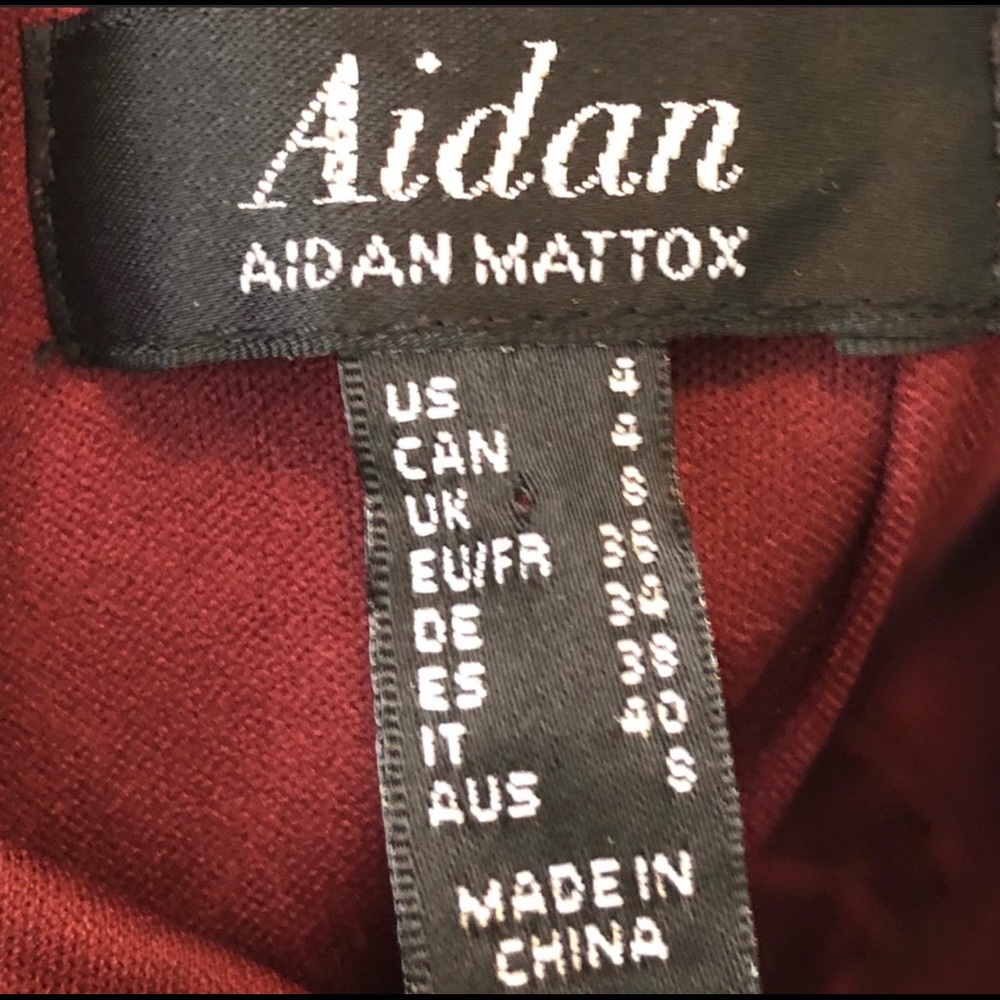 Aidan
AIDAN MATTOX
US 4
CAN 4
UK 8
EU/FR 36
DE 34
ES 38
IT 40
AUS 8
MADE IN
CHINA